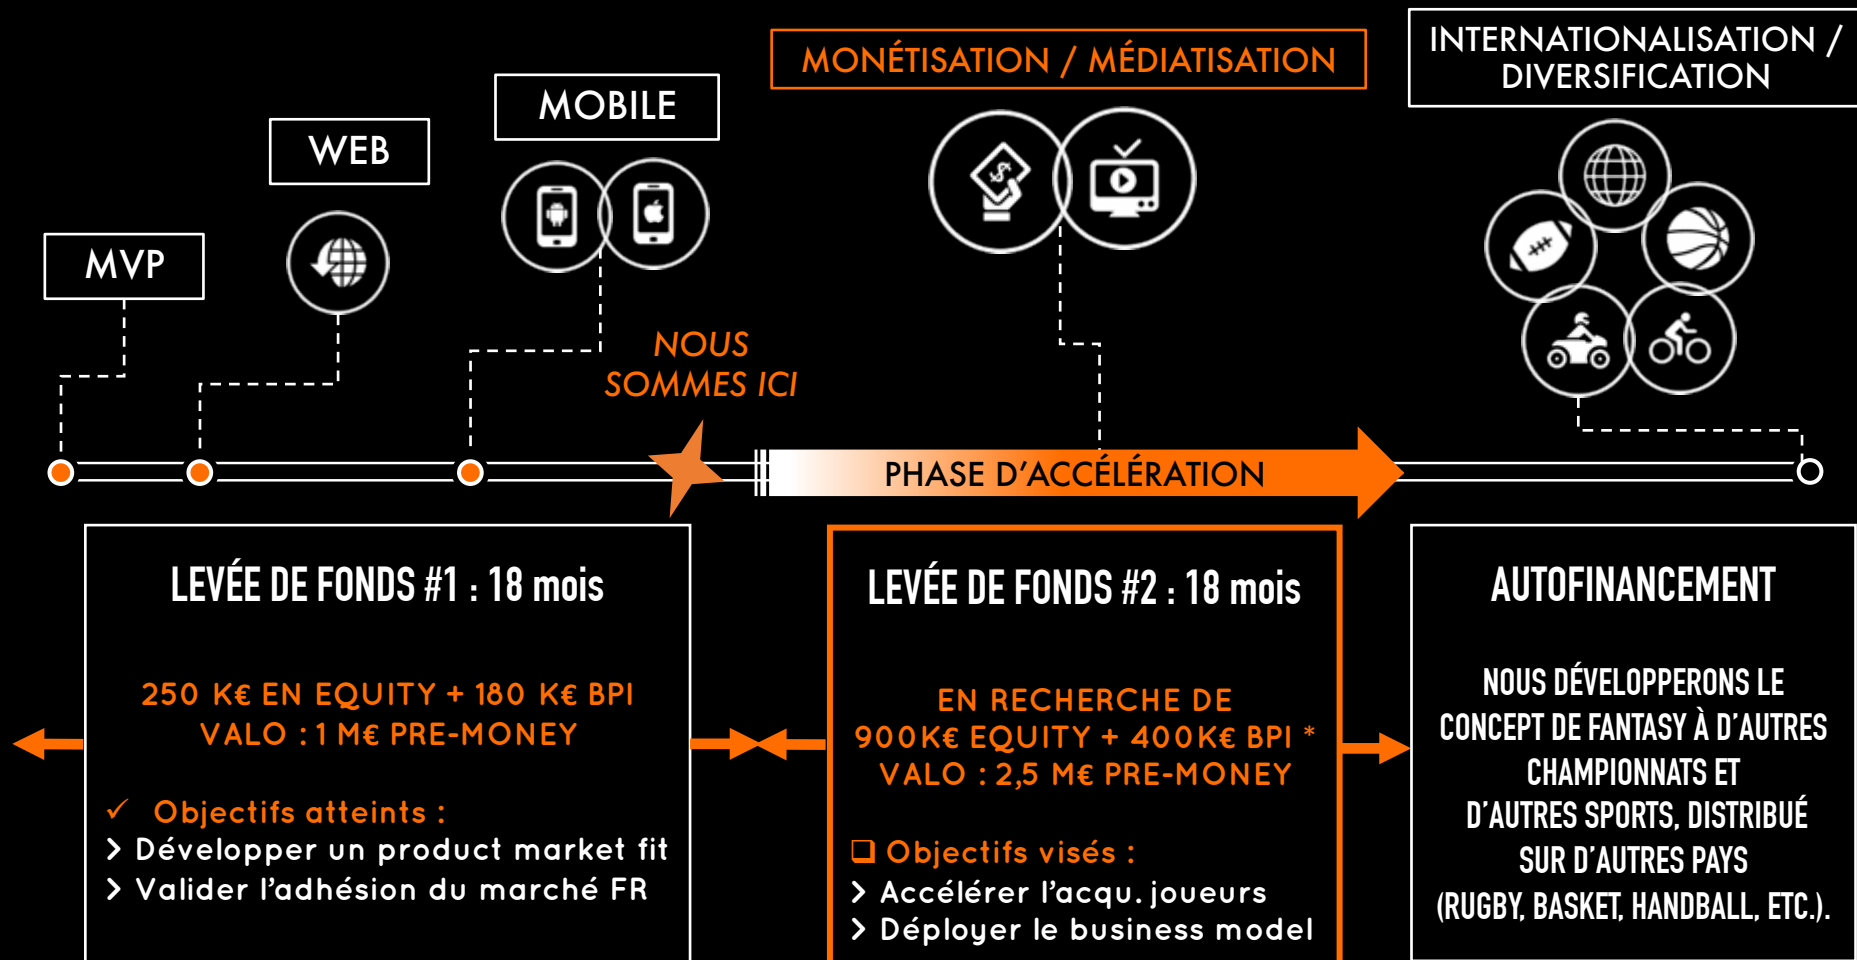 MVP
WEB
MOBILE
MONÉTISATION / MÉDIATISATION
INTERNATIONALISATION /
DIVERSIFICATION
NOUS
SOMMES ICI
PHASE D'ACCÉLÉRATION
LEVÉE DE FONDS #1 : 18 mois
250 K€ EN EQUITY + 180 K€ BPI
VALO : 1 M€ PRE-MONEY
✓ Objectifs atteints :
> Développer un product market fit
> Valider l'adhésion du marché FR
LEVÉE DE FONDS #2 : 18 mois
EN RECHERCHE DE
900K€ EQUITY + 400K€ BPI *
VALO : 2,5 M€ PRE-MONEY
❑ Objectifs visés :
> Accélérer l'acqu. joueurs
> Déployer le business model
AUTOFINANCEMENT
NOUS DÉVELOPPERONS LE
CONCEPT DE FANTASY À D'AUTRES
CHAMPIONNATS ET
D'AUTRES SPORTS, DISTRIBUÉ
SUR D'AUTRES PAYS
(RUGBY, BASKET, HANDBALL, ETC.).